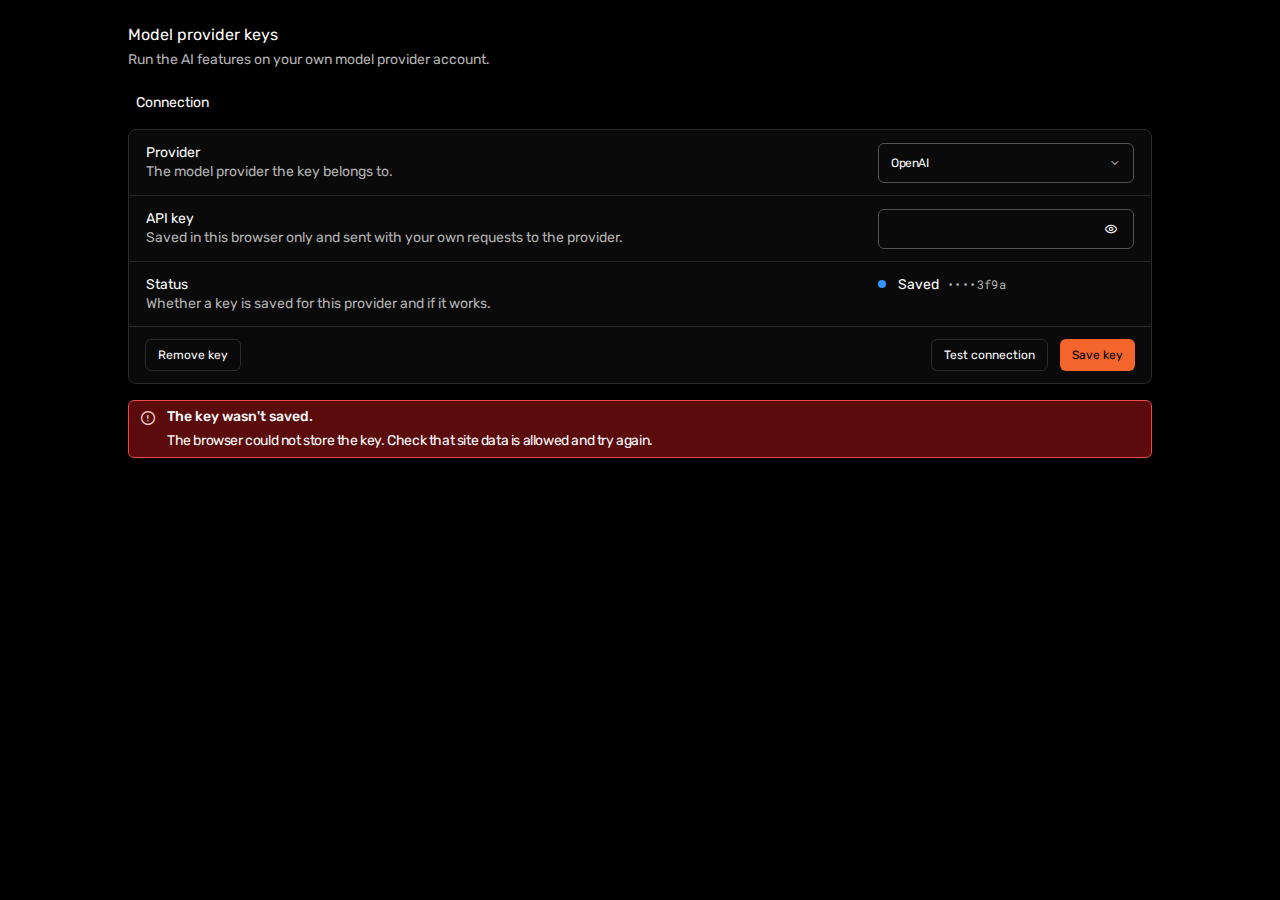 Model provider keys
Run the AI features on your own model provider account.
Connection
Provider
The model provider the key belongs to.
OpenAI
API key
Saved in this browser only and sent with your own requests to the provider.
Status
Whether a key is saved for this provider and if it works.
Saved ····3f9a
Remove key
Test connection
Save key
The key wasn't saved.
The browser could not store the key. Check that site data is allowed and try again.